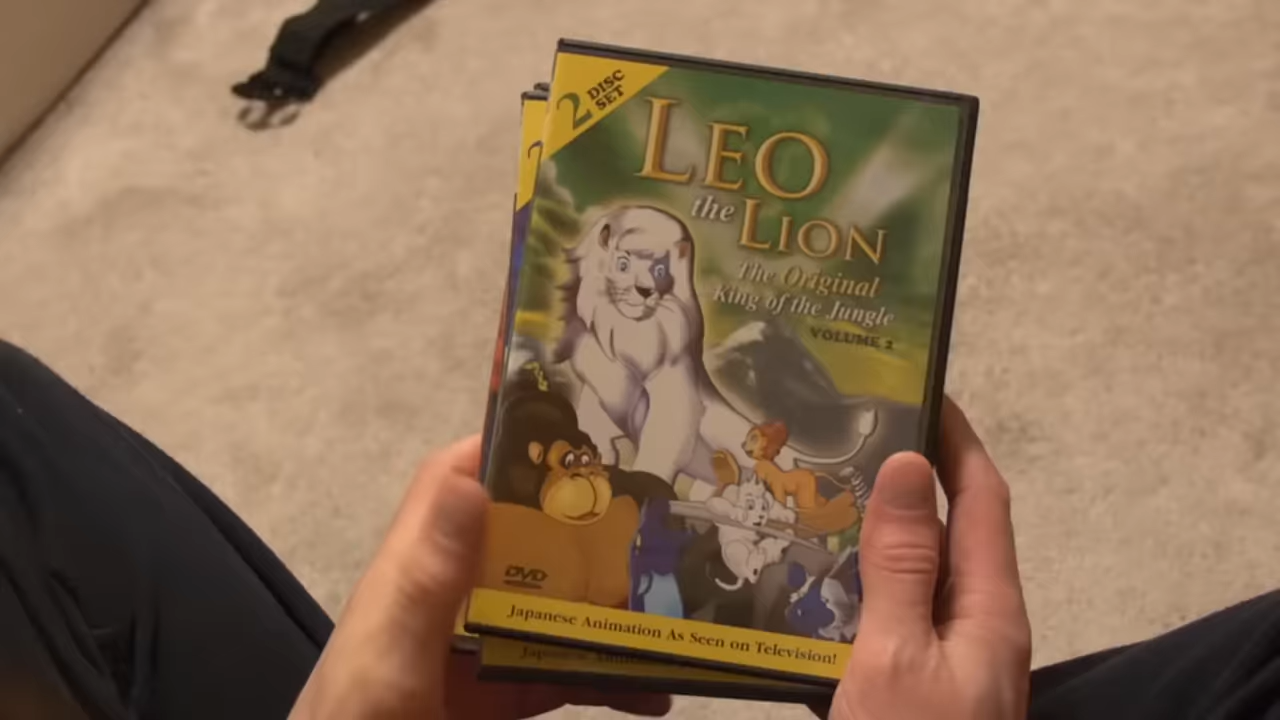 2 DISC
SET
LEO
the LION
The Original
King of the Jungle
VOLUME 2
DVD
Japanese Animation As Seen on Television!
Japanese